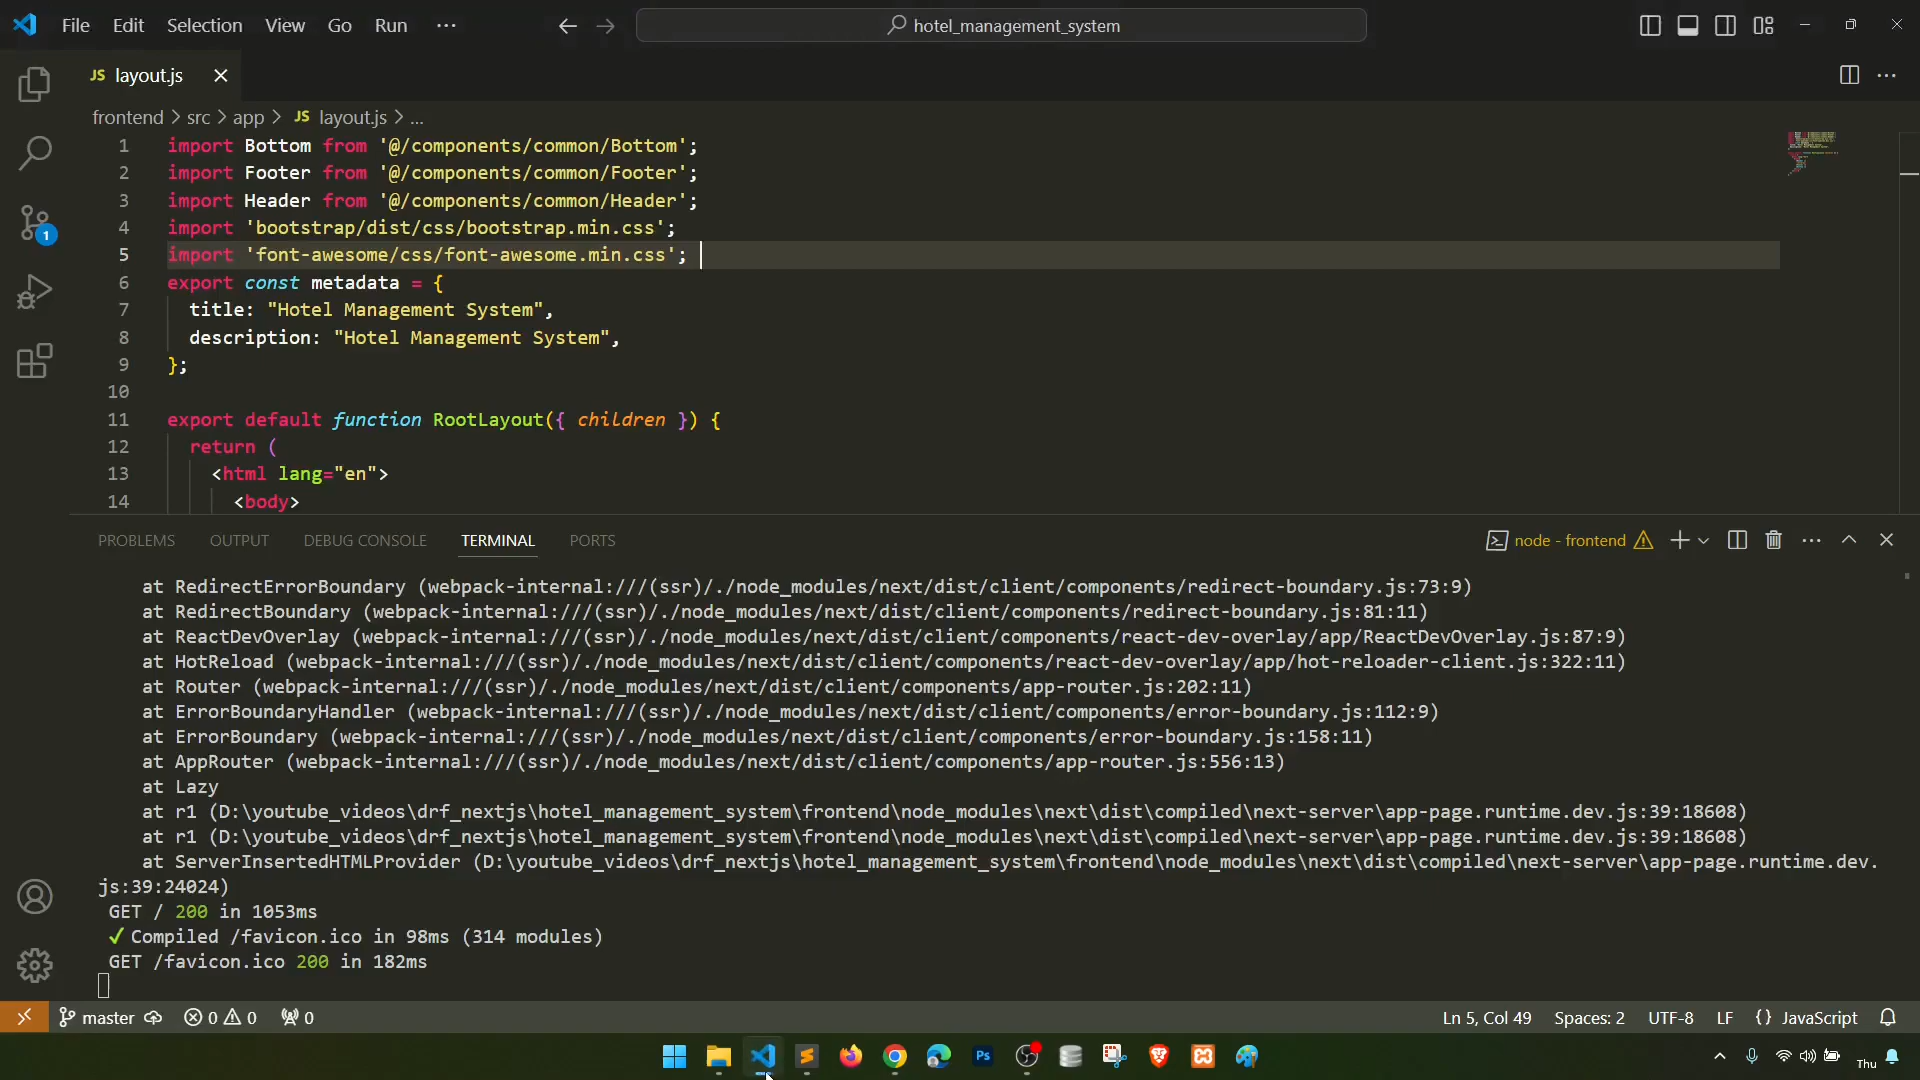 File Edit Selection View Go Run ··· hotel_management_system
JS layout.js
frontend > src > app > JS layout.js > ...
1 import Bottom from '@/components/common/Bottom';
2 import Footer from '@/components/common/Footer';
3 import Header from '@/components/common/Header';
4 import 'bootstrap/dist/css/bootstrap.min.css';
5 import 'font-awesome/css/font-awesome.min.css';
6 export const metadata = {
7 title: "Hotel Management System",
8 description: "Hotel Management System",
9 };
10
11 export default function RootLayout({ children }) {
12 return (
13 <html lang="en">
14 <body>
1
PROBLEMS OUTPUT DEBUG CONSOLE TERMINAL PORTS node - frontend
at RedirectErrorBoundary (webpack-internal:///(ssr)/./node_modules/next/dist/client/components/redirect-boundary.js:73:9)
at RedirectBoundary (webpack-internal:///(ssr)/./node_modules/next/dist/client/components/redirect-boundary.js:81:11)
at ReactDevOverlay (webpack-internal:///(ssr)/./node_modules/next/dist/client/components/react-dev-overlay/app/ReactDevOverlay.js:87:9)
at HotReload (webpack-internal:///(ssr)/./node_modules/next/dist/client/components/react-dev-overlay/app/hot-reloader-client.js:322:11)
at Router (webpack-internal:///(ssr)/./node_modules/next/dist/client/components/app-router.js:202:11)
at ErrorBoundaryHandler (webpack-internal:///(ssr)/./node_modules/next/dist/client/components/error-boundary.js:112:9)
at ErrorBoundary (webpack-internal:///(ssr)/./node_modules/next/dist/client/components/error-boundary.js:158:11)
at AppRouter (webpack-internal:///(ssr)/./node_modules/next/dist/client/components/app-router.js:556:13)
at Lazy
at r1 (D:\youtube_videos\drf_nextjs\hotel_management_system\frontend\node_modules\next\dist\compiled\next-server\app-page.runtime.dev.js:39:18608)
at r1 (D:\youtube_videos\drf_nextjs\hotel_management_system\frontend\node_modules\next\dist\compiled\next-server\app-page.runtime.dev.js:39:18608)
at ServerInsertedHTMLProvider (D:\youtube_videos\drf_nextjs\hotel_management_system\frontend\node_modules\next\dist\compiled\next-server\app-page.runtime.dev.
js:39:24024)
GET / 200 in 1053ms
✓ Compiled /favicon.ico in 98ms (314 modules)
GET /favicon.ico 200 in 182ms
master 0 0 0 Ln 5, Col 49 Spaces: 2 UTF-8 LF {} JavaScript
Ps Thu